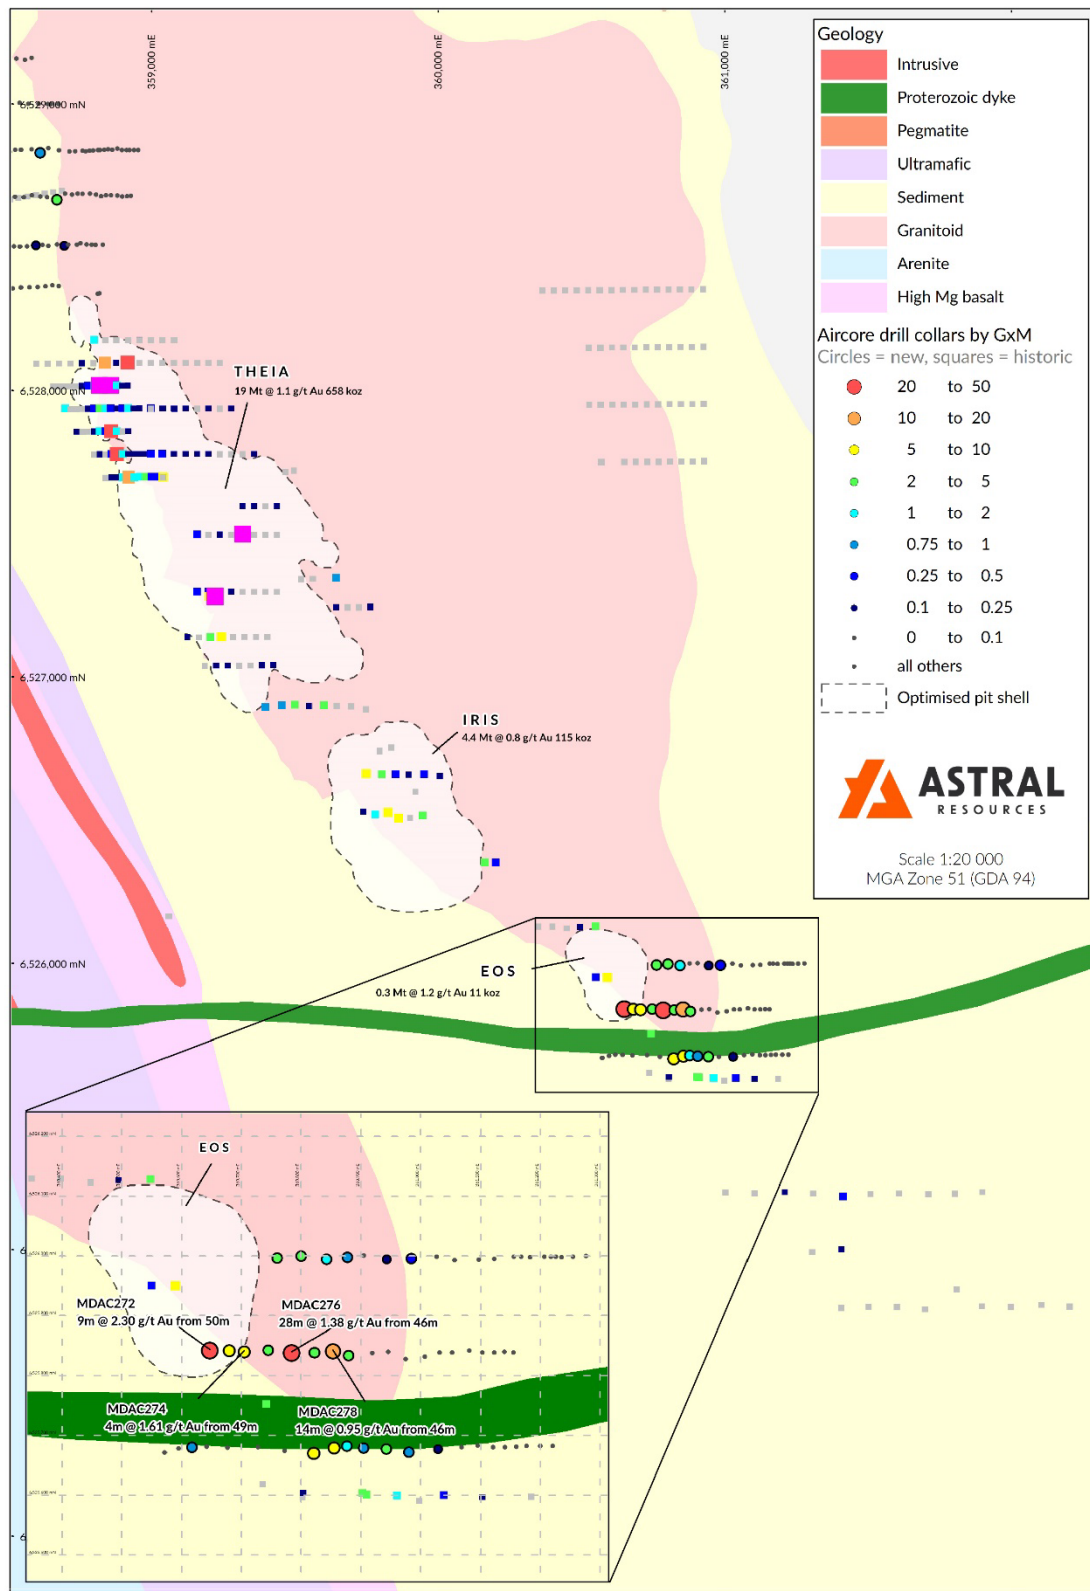 359,000 mE
360,000 mE
361,000 mE
6,529,000 mN
6,528,000 mN
6,527,000 mN
6,526,000 mN
6,
6,
THEIA
19 Mt @ 1.1 g/t Au 658 koz
IRIS
4.4 Mt @ 0.8 g/t Au 115 koz
EOS
0.3 Mt @ 1.2 g/t Au 11 koz
Geology
Intrusive
Proterozoic dyke
Pegmatite
Ultramafic
Sediment
Granitoid
Arenite
High Mg basalt
Aircore drill collars by GxM
Circles = new, squares = historic
20 to 50
10 to 20
5 to 10
2 to 5
1 to 2
0.75 to 1
0.25 to 0.5
0.1 to 0.25
0 to 0.1
all others
Optimised pit shell
ASTRAL
RESOURCES
Scale 1:20 000
MGA Zone 51 (GDA 94)
EOS
MDAC272
9m @ 2.30 g/t Au from 50m
MDAC276
28m @ 1.38 g/t Au from 46m
MDAC274
4m @ 1.61 g/t Au from 49m
MDAC278
14m @ 0.95 g/t Au from 46m